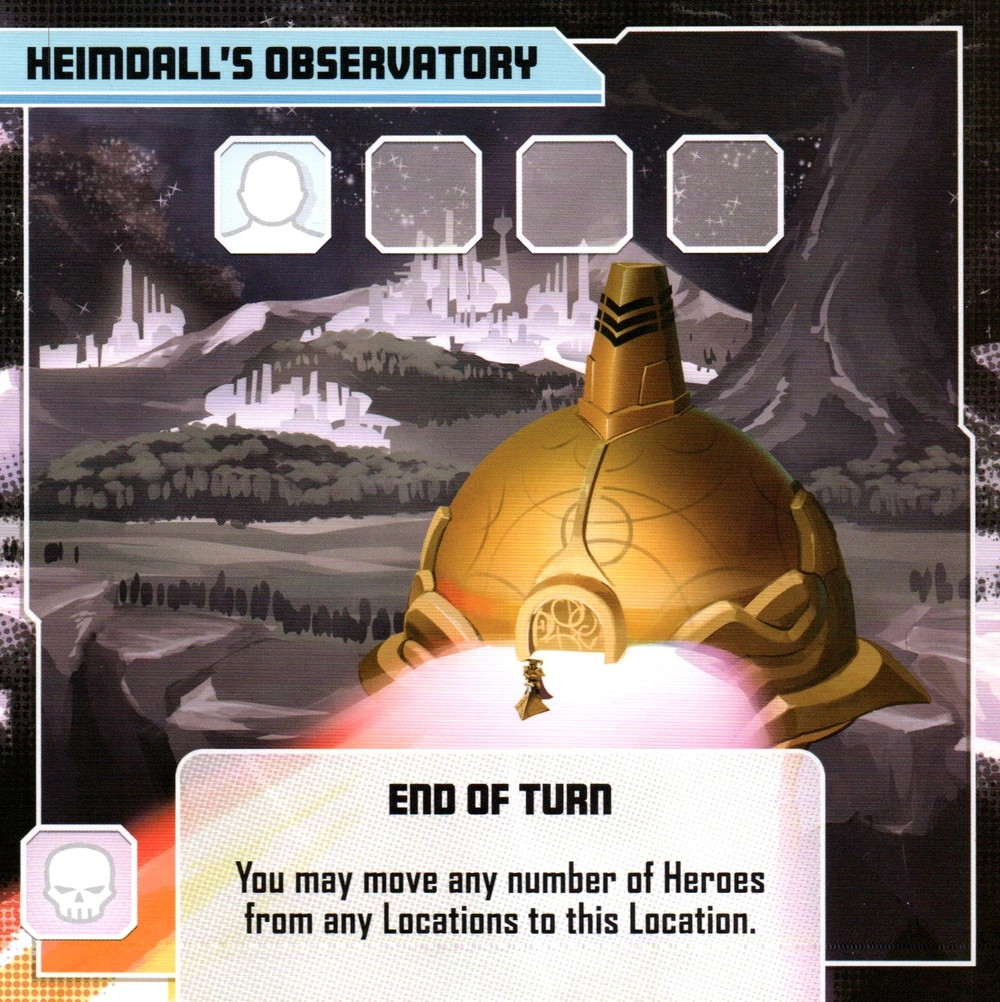 HEIMDALL'S OBSERVATORY
END OF TURN
You may move any number of Heroes
from any Locations to this Location.